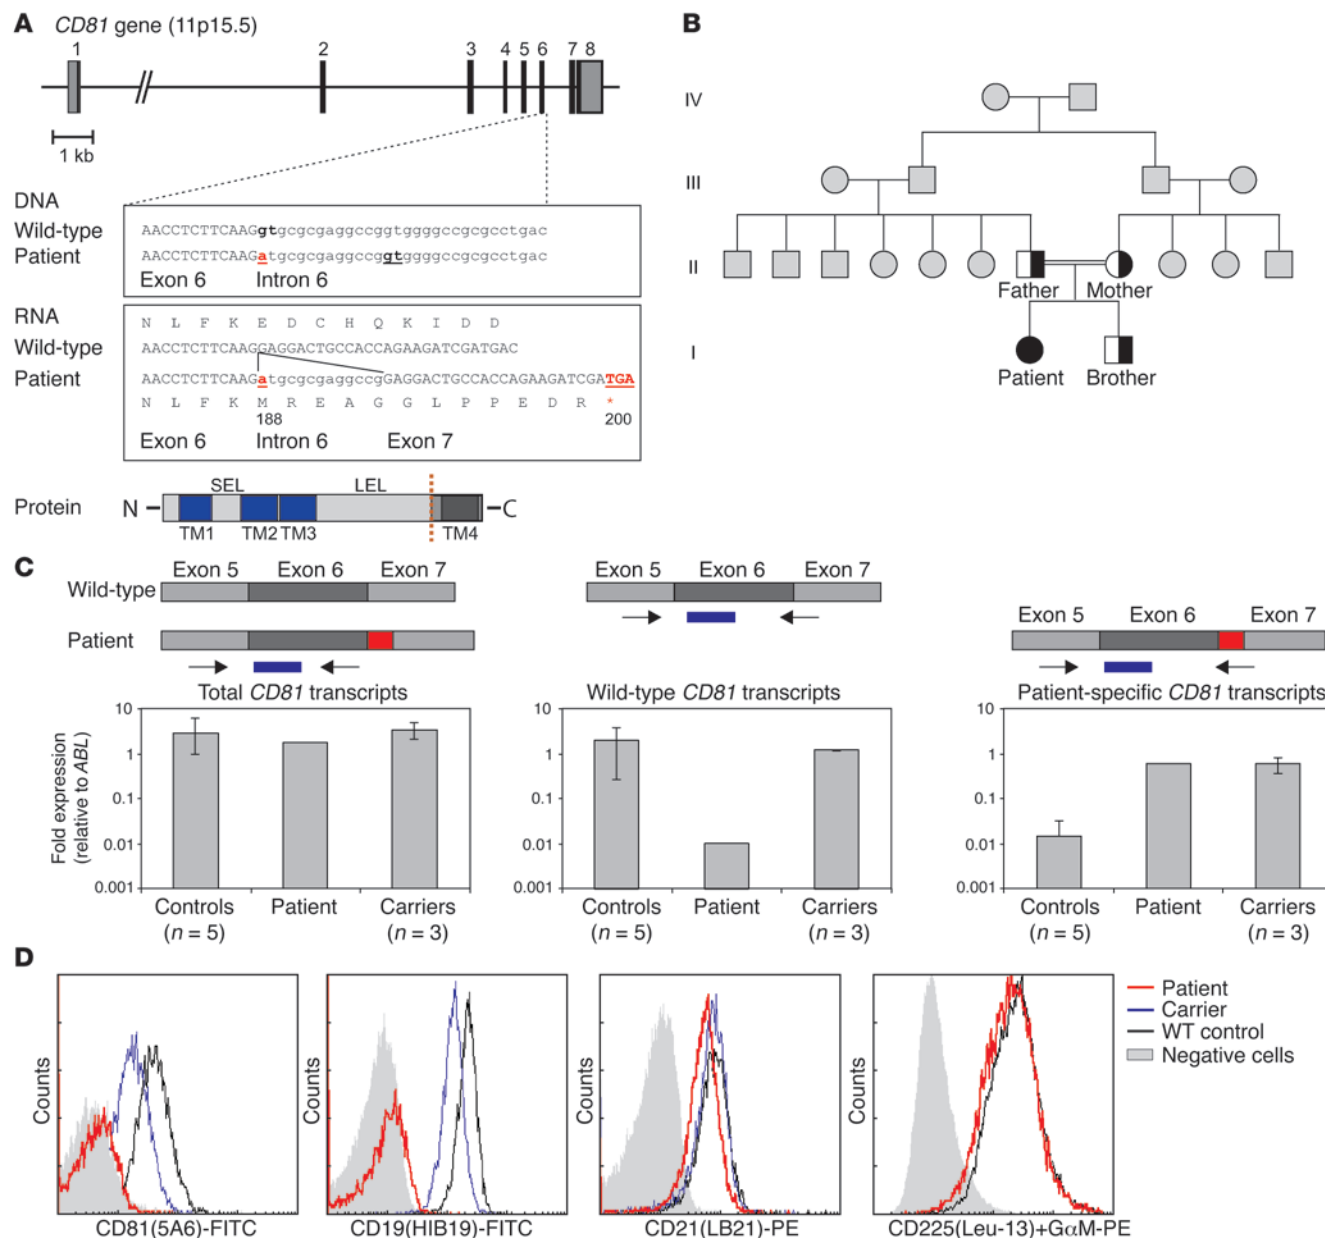 A CD81 gene (11p15.5)
1 2 3 4 5 6 7 8
1 kb
DNA
Wild-type AACCTCTTCAAGgtgcgcgaggccggtggggccgcgcctgac
Patient AACCTCTTCAAGatgcgcgaggccggtggggccgcgcctgac
Exon 6 Intron 6
RNA
N L F K E D C H Q K I D D
Wild-type AACCTCTTCAAGGAGGACTGCCACCAGAAGATCGATGAC
Patient AACCTCTTCAAGatgcgcgaggccgGAGGACTGCCACCAGAAGATCGATGA
N L F K M R E A G G L P P E D R *
188 200
Exon 6 Intron 6 Exon 7
SEL LEL
Protein N C
TM1 TM2 TM3 TM4
B
IV
III
II
Father Mother
I
Patient Brother
C
Exon 5 Exon 6 Exon 7
Wild-type
Patient
Total CD81 transcripts
Fold expression
(relative to ABL)
10
1
0.1
0.01
0.001
Controls Patient Carriers
(n = 5) (n = 3)
Exon 5 Exon 6 Exon 7
Wild-type CD81 transcripts
10
1
0.1
0.01
0.001
Controls Patient Carriers
(n = 5) (n = 3)
Exon 5 Exon 6 Exon 7
Patient-specific CD81 transcripts
10
1
0.1
0.01
0.001
Controls Patient Carriers
(n = 5) (n = 3)
D
Counts
CD81(5A6)-FITC
Counts
CD19(HIB19)-FITC
Counts
CD21(LB21)-PE
Counts
CD225(Leu-13)+GαM-PE
Patient
Carrier
WT control
Negative cells